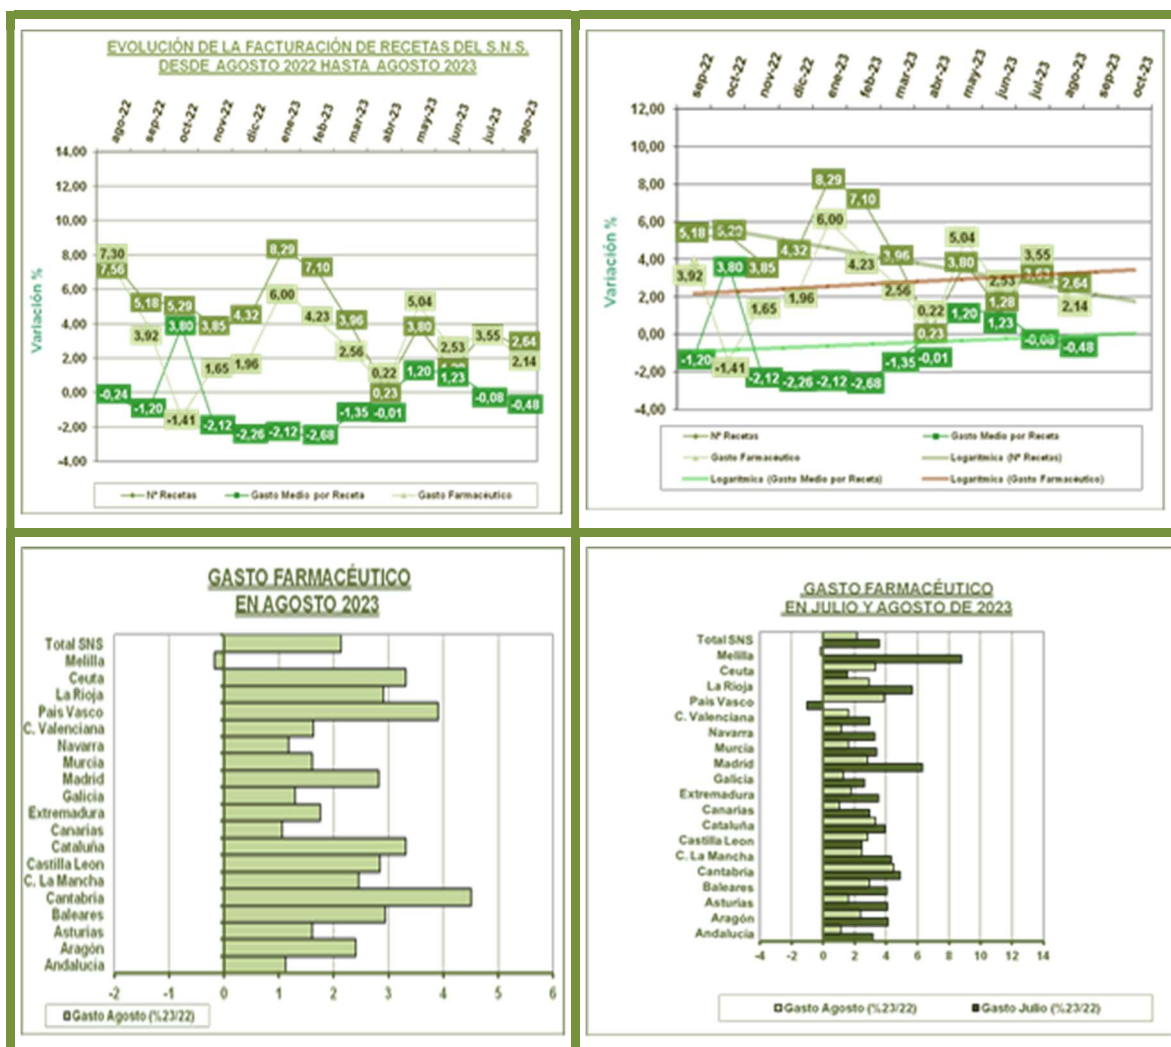 EVOLUCIÓN DE LA FACTURACIÓN DE RECETAS DEL S.N.S.
DESDE AGOSTO 2022 HASTA AGOSTO 2023
ago-22 sep-22 oct-22 nov-22 dic-22 ene-23 feb-23 mar-23 abr-23 may-23 jun-23 jul-23 ago-23
Variación %
14,00
12,00
10,00
8,00
6,00
4,00
2,00
0,00
-2,00
-4,00
7,30
7,56
5,18 5,29 3,85 4,32 8,29 7,10 3,96 0,23 3,80 2,64
3,92 -1,41 1,65 1,96 6,00 4,23 2,56 0,22 5,04 2,53 3,55 2,14
-0,24 -1,20 3,80 -2,12 -2,26 -2,12 -2,68 -1,35 -0,01 1,20 1,23 -0,08 -0,48
Nº Recetas Gasto Medio por Receta Gasto Farmacéutico
sep-22 oct-22 nov-22 dic-22 ene-23 feb-23 mar-23 abr-23 may-23 jun-23 jul-23 ago-23 sep-23 oct-23
Variación %
12,00
10,00
8,00
6,00
4,00
2,00
0,00
-2,00
-4,00
5,18 5,29 3,85 4,32 8,29 7,10 3,96 0,23 3,80 1,28 2,64
3,92 -1,41 1,65 1,96 6,00 4,23 2,56 0,22 5,04 2,53 3,55 2,14
-1,20 3,80 -2,12 -2,26 -2,12 -2,68 -1,35 -0,01 1,20 1,23 -0,08 -0,48
Nº Recetas Gasto Medio por Receta
Gasto Farmacéutico Logarítmica (Nº Recetas)
Logarítmica (Gasto Medio por Receta) Logarítmica (Gasto Farmacéutico)
GASTO FARMACÉUTICO
EN AGOSTO 2023
Total SNS
Melilla
Ceuta
La Rioja
Pais Vasco
C. Valenciana
Navarra
Murcia
Madrid
Galicia
Extremadura
Canarias
Cataluña
Castilla Leon
C. La Mancha
Cantabria
Baleares
Asturias
Aragón
Andalucía
-2 -1 0 1 2 3 4 5 6
Gasto Agosto (%23/22)
GASTO FARMACÉUTICO
EN JULIO Y AGOSTO DE 2023
Total SNS
Melilla
Ceuta
La Rioja
Pais Vasco
C. Valenciana
Navarra
Murcia
Madrid
Galicia
Extremadura
Canarias
Cataluña
Castilla Leon
C. La Mancha
Cantabria
Baleares
Asturias
Aragón
Andalucía
-4 -2 0 2 4 6 8 10 12 14
Gasto Agosto (%23/22) Gasto Julio (%23/22)